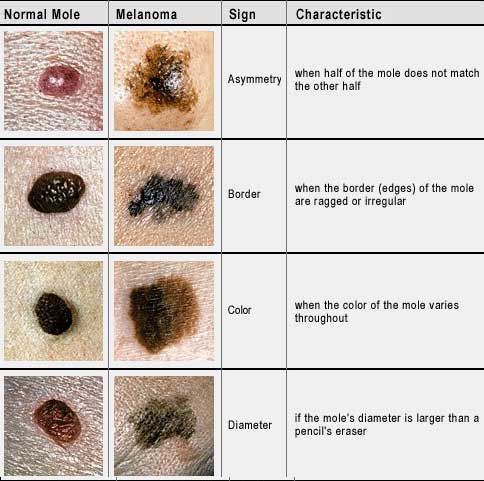 Normal Mole Melanoma Sign Characteristic
Asymmetry
when half of the mole does not match
the other half
Border
when the border (edges) of the mole
are ragged or irregular
Color
when the color of the mole varies
throughout
Diameter
if the mole's diameter is larger than a
pencil's eraser